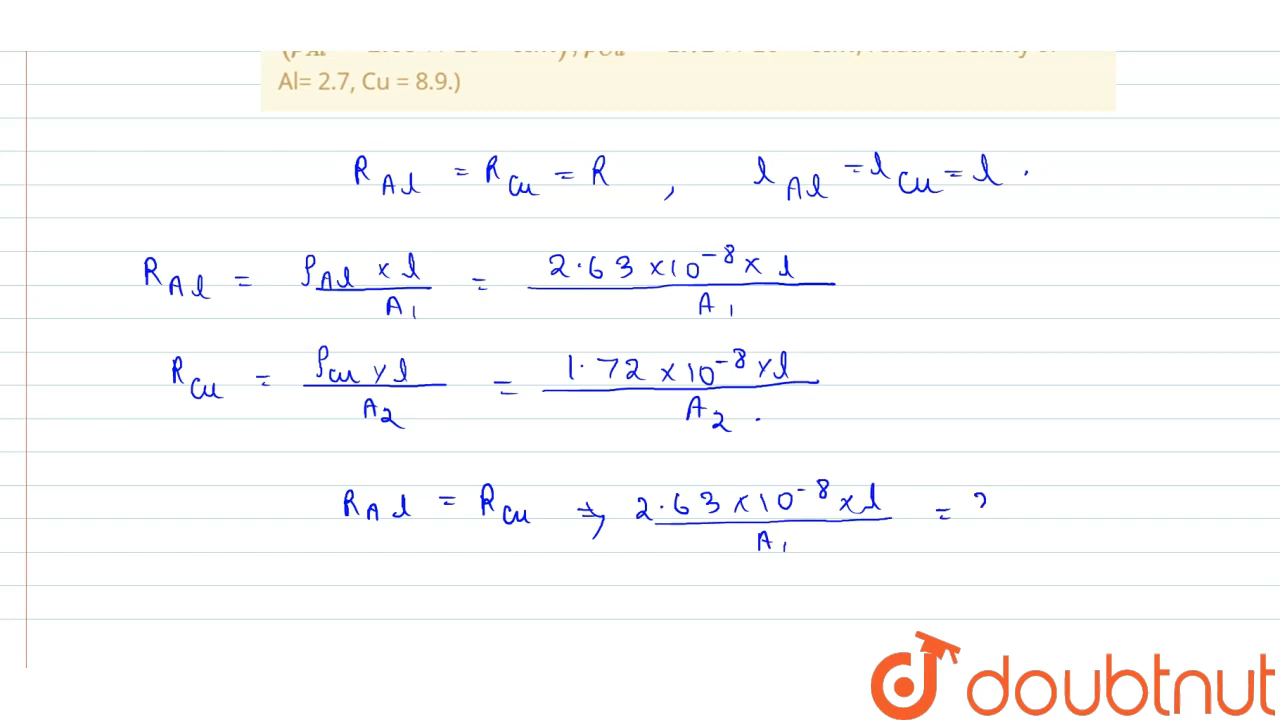 Al= 2.7, Cu = 8.9.)
R_Al = R_Cu = R , l_Al = l_Cu = l .
R_Al = ρ_Al × l / A_1 = 2.63 × 10^-8 × l / A_1
R_Cu = ρ_Cu × l / A_2 = 1.72 × 10^-8 × l / A_2 .
R_Al = R_Cu ⇒ 2.63 × 10^-8 × l / A_1 =
doubtnut